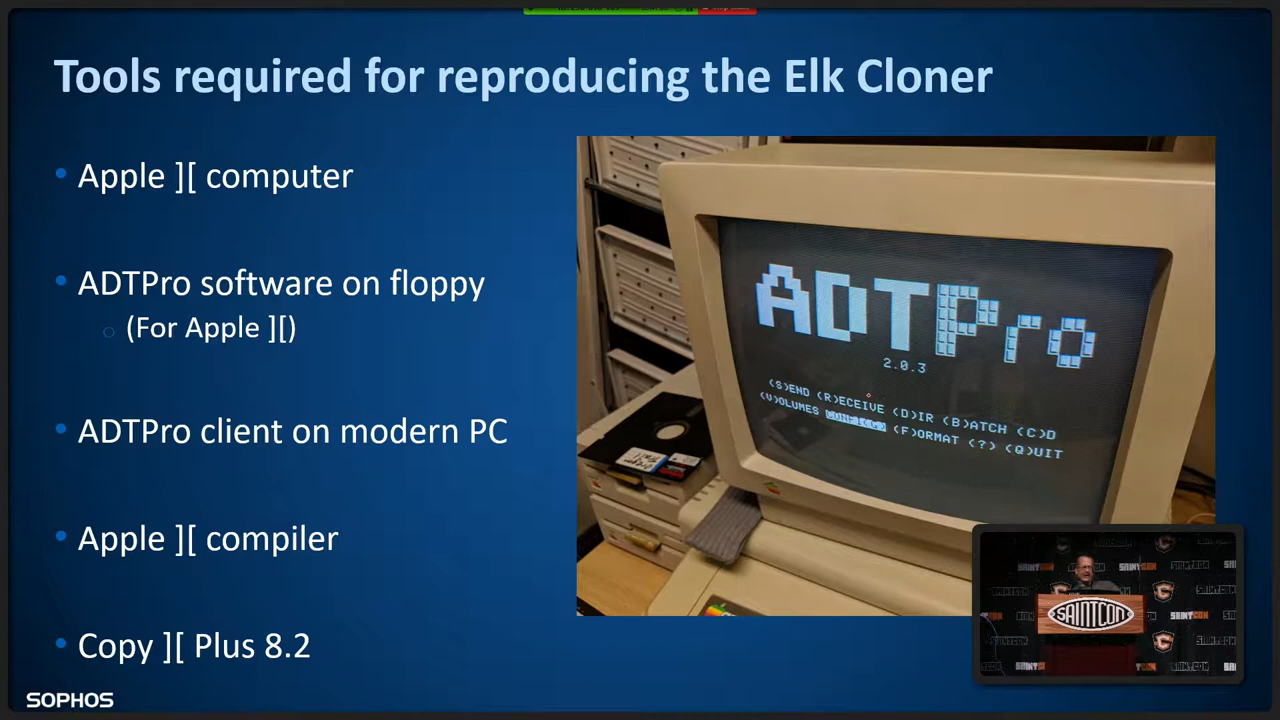 Tools required for reproducing the Elk Cloner
Apple ][ computer
ADTPro software on floppy
(For Apple ][)
ADTPro client on modern PC
Apple ][ compiler
Copy ][ Plus 8.2
SOPHOS
ADTPro
2.0.3
(S)END (R)ECEIVE (D)IR (B)ATCH (C)D
(V)OLUMES CONFI(G) (F)ORMAT (?) (Q)UIT
SAINTCON